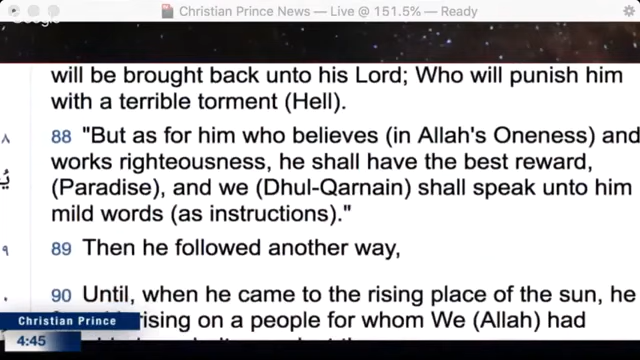 Christian Prince News — Live @ 151.5% — Ready
Google
will be brought back unto his Lord; Who will punish him
with a terrible torment (Hell).
٨
88 "But as for him who believes (in Allah's Oneness) and
works righteousness, he shall have the best reward,
(Paradise), and we (Dhul-Qarnain) shall speak unto him
mild words (as instructions)."
٩
89 Then he followed another way,
90 Until, when he came to the rising place of the sun, he
rising on a people for whom We (Allah) had
Christian Prince
4:45